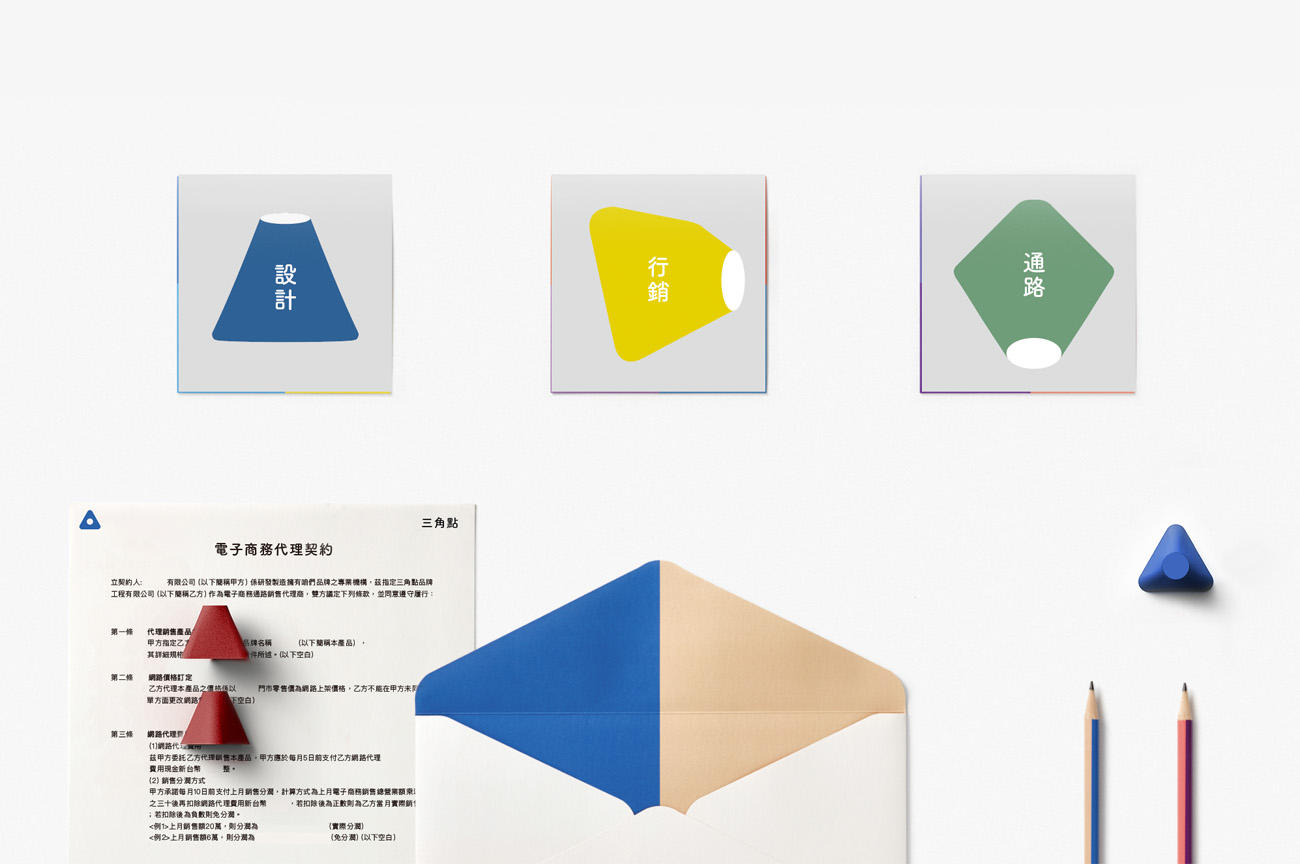 設
計
行
銷
通
路
三角點
電子商務代理契約
立契約人: 有限公司 (以下簡稱甲方) 係研發製造擁有咱們品牌之專業機構，茲指定三角點品牌
工程有限公司 (以下簡稱乙方) 作為電子商務通路銷售代理商，雙方議定下列條款，並同意遵守履行：
第一條 代理銷售產品
甲方指定乙方 品牌名稱 (以下簡稱本產品) ，
其詳細規格 件所述。(以下空白)
第二條 網路價格訂定
乙方代理本產品之價格係以 門市零售價為網路上架價格，乙方不能在甲方未同
單方面更改網路 下空白)
第三條 網路代理費
(1)網路代理費用
茲甲方委託乙方代理銷售本產品，甲方應於每月5日前支付乙方網路代理
費用現金新台幣 整。
(2) 銷售分潤方式
甲方承諾每月10日前支付上月銷售分潤，計算方式為上月電子商務銷售總營業額乘
之三十後再扣除網路代理費用新台幣 ，若扣除後為正數則為乙方當月實際銷
；若扣除後為負數則免分潤。
<例1>上月銷售額20萬，則分潤為 (實際分潤)
<例2>上月銷售額6萬，則分潤為 (免分潤) (以下空白)